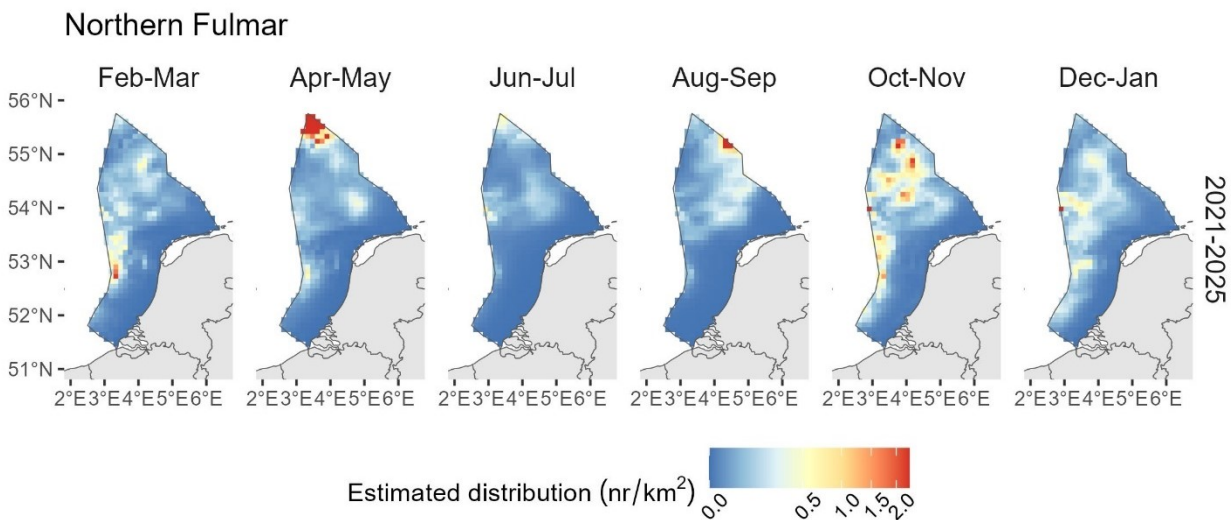 Northern Fulmar
Feb-Mar Apr-May Jun-Jul Aug-Sep Oct-Nov Dec-Jan
56°N
55°N
54°N
53°N
52°N
51°N
2021-2025
2°E3°E4°E5°E6°E 2°E3°E4°E5°E6°E 2°E3°E4°E5°E6°E 2°E3°E4°E5°E6°E 2°E3°E4°E5°E6°E 2°E3°E4°E5°E6°E
Estimated distribution (nr/km²)
0.0 0.5 1.0 1.5 2.0